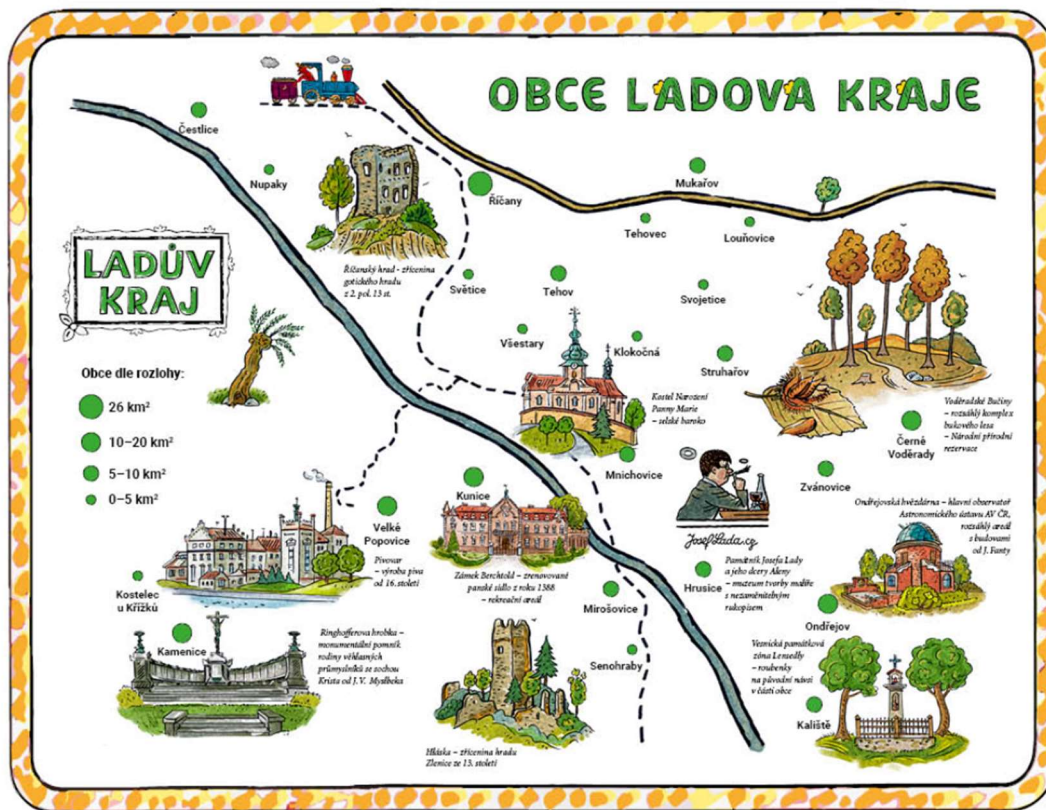 OBCE LADOVA KRAJE
Čestlice
Nupaky
Říčany
Mukařov
Tehovec
Louňovice
LADŮV
KRAJ
Říčanský hrad - zřícenina
gotického hradu
z 2. pol. 13 st.
Světice
Tehov
Svojetice
Všestary
Klokočná
Struhařov
Obce dle rozlohy:
26 km²
10–20 km²
5–10 km²
0–5 km²
Kostel Narození
Panny Marie
– selské baroko
Voděradské Bučiny
– rozsáhlý komplex
bukového lesa
– Národní přírodní
rezervace
Černé
Voděrady
Mnichovice
Zvánovice
Kunice
Velké
Popovice
Ondřejovská hvězdárna – hlavní observatoř
Astronomického ústavu AV ČR,
rozsáhlý areál
s budovami
od J. Fanty
JosefLada.cz
Pivovar –
výroba piva
od 16. století
Zámek Berchtold – zrenovované
panské sídlo z roku 1388
– rekreační areál
Památník Josefa Lady
a jeho dcery Aleny
– muzeum tvorby malíře
s nezaměnitelným
rukopisem
Hrusice
Kostelec
u Křížků
Mirošovice
Ondřejov
Kamenice
Ringhofferova hrobka –
monumentální pomník
rodiny věhlasných
průmyslníků se sochou
Krista od J. V. Myslbeka
Senohraby
Vesnická památková
zóna Lensedly
– roubenky
na původní návsi
v části obce
Kaliště
Hláska – zřícenina hradu
Zlenice ze 13. století